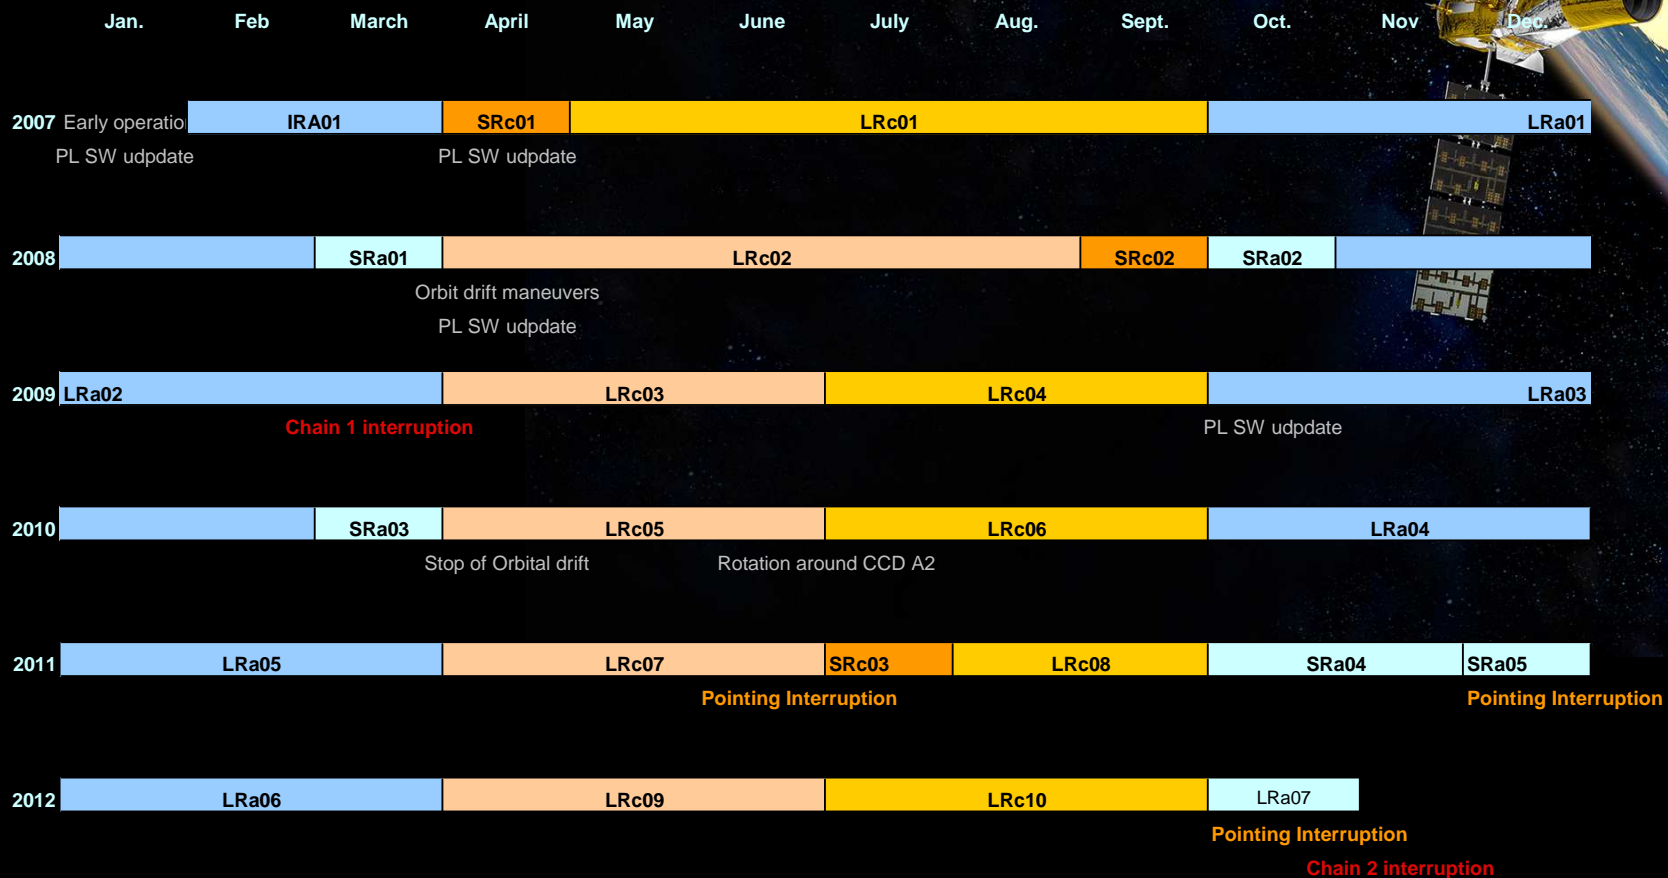 Jan. Feb March April May June July Aug. Sept. Oct. Nov Dec.
2007 Early operatio IRA01 SRc01 LRc01 LRa01
PL SW udpdate PL SW udpdate
2008 SRa01 LRc02 SRc02 SRa02
Orbit drift maneuvers
PL SW udpdate
2009 LRa02 LRc03 LRc04 LRa03
Chain 1 interruption PL SW udpdate
2010 SRa03 LRc05 LRc06 LRa04
Stop of Orbital drift Rotation around CCD A2
2011 LRa05 LRc07 SRc03 LRc08 SRa04 SRa05
Pointing Interruption Pointing Interruption
2012 LRa06 LRc09 LRc10 LRa07
Pointing Interruption
Chain 2 interruption